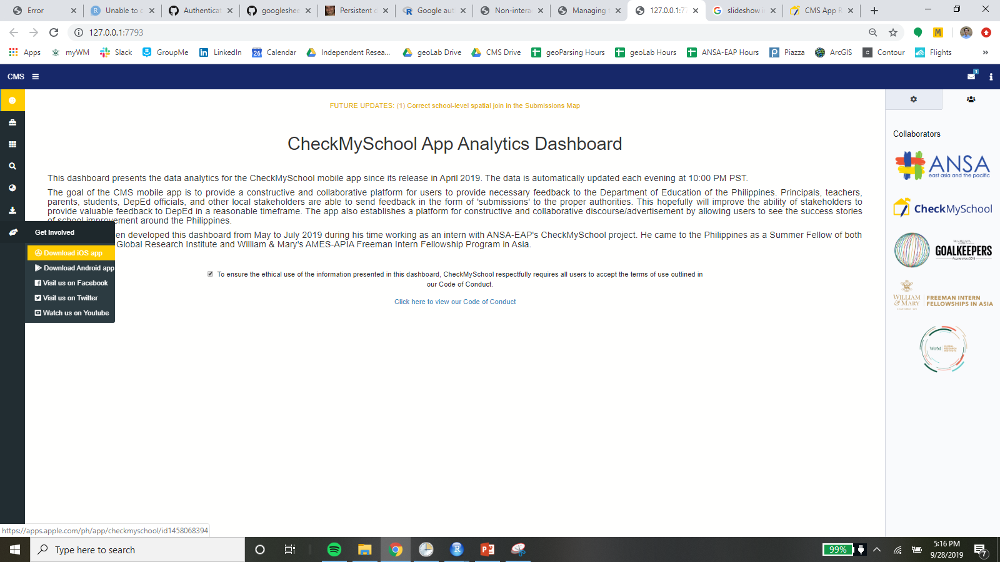 Error
Unable to c
Authenticat
googleshee
Persistent c
Google aut
Non-intera
Managing
127.0.0.1:77
slideshow i
CMS App R
127.0.0.1:7793
M
Apps
myWM
Slack
GroupMe
LinkedIn
26
Calendar
Independent Resea...
geoLab Drive
CMS Drive
geoParsing Hours
geoLab Hours
ANSA-EAP Hours
Piazza
ArcGIS
Contour
Flights
»
CMS
1
FUTURE UPDATES: (1) Correct school-level spatial join in the Submissions Map
CheckMySchool App Analytics Dashboard
This dashboard presents the data analytics for the CheckMySchool mobile app since its release in April 2019. The data is automatically updated each evening at 10:00 PM PST.
The goal of the CMS mobile app is to provide a constructive and collaborative platform for users to provide necessary feedback to the Department of Education of the Philippines. Principals, teachers,
parents, students, DepEd officials, and other local stakeholders are able to send feedback in the form of 'submissions' to the proper authorities. This hopefully will improve the ability of stakeholders to
provide valuable feedback to DepEd in a reasonable timeframe. The app also establishes a platform for constructive and collaborative discourse/advertisement by allowing users to see the success stories
of school improvement around the Philippines.
en developed this dashboard from May to July 2019 during his time working as an intern with ANSA-EAP's CheckMySchool project. He came to the Philippines as a Summer Fellow of both
Global Research Institute and William & Mary's AMES-APIA Freeman Intern Fellowship Program in Asia.
To ensure the ethical use of the information presented in this dashboard, CheckMySchool respectfully requires all users to accept the terms of use outlined in
our Code of Conduct.
Click here to view our Code of Conduct
Get Involved
Download iOS app
Download Android app
Visit us on Facebook
Visit us on Twitter
Watch us on Youtube
Collaborators
ANSA
east asia and the pacific
CheckMySchool
GOALKEEPERS
WILLIAM
& MARY
FREEMAN INTERN
FELLOWSHIPS IN ASIA
W&M
GLOBAL
RESEARCH
INSTITUTE
https://apps.apple.com/ph/app/checkmyschool/id1458068394
Type here to search
99%
5:16 PM
9/28/2019
7